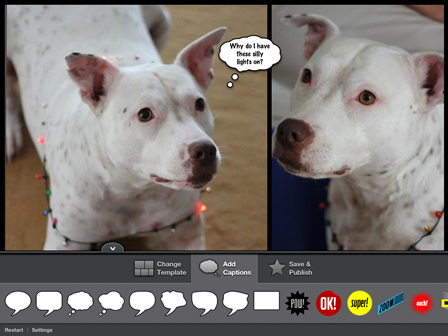 Why do I have
these silly
lights on?
Change
Template
Add
Captions
Save &
Publish
POW!
OK!
super!
ZOOM
ouch!
Restart
Settings